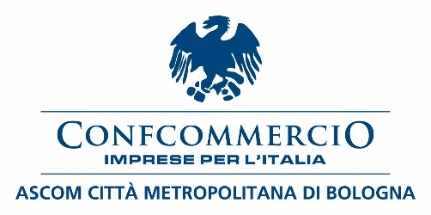 CONFCOMMERCIO
IMPRESE PER L'ITALIA
ASCOM CITTÀ METROPOLITANA DI BOLOGNA